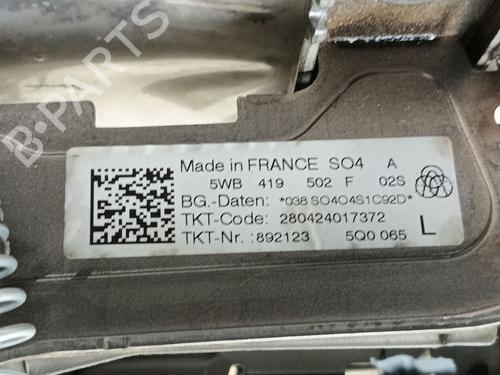 B-PARTS
Made in FRANCE SO4 A
5WB 419 502 F 02S
BG.-Daten: *038 SO4O4S1C92D*
TKT-Code: 280424017372
TKT-Nr.: 892123 5Q0 065 L